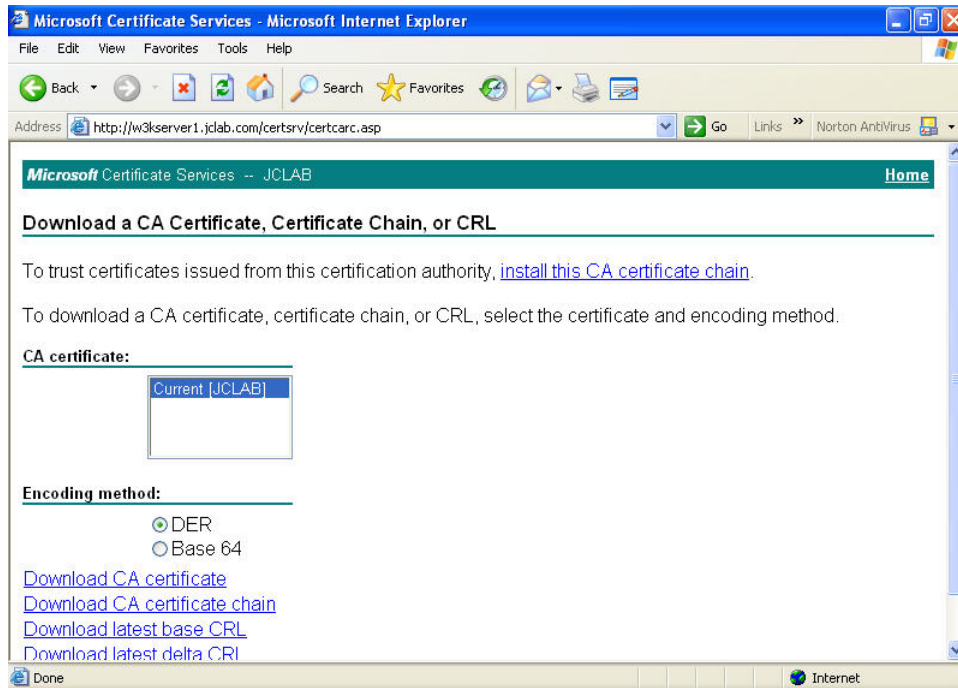 Microsoft Certificate Services - Microsoft Internet Explorer
File Edit View Favorites Tools Help
Back Search Favorites
Address http://w3kserver1.jclab.com/certsrv/certcarc.asp Go Links » Norton AntiVirus
Microsoft Certificate Services -- JCLAB Home
Download a CA Certificate, Certificate Chain, or CRL
To trust certificates issued from this certification authority, install this CA certificate chain.
To download a CA certificate, certificate chain, or CRL, select the certificate and encoding method.
CA certificate:
Current [JCLAB]
Encoding method:
DER
Base 64
Download CA certificate
Download CA certificate chain
Download latest base CRL
Download latest delta CRL
Done Internet